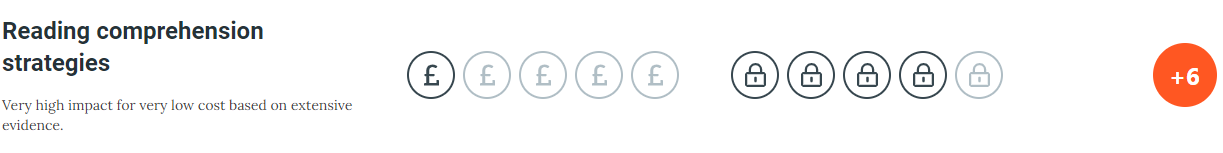 Reading comprehension
strategies
Very high impact for very low cost based on extensive
evidence.
£ £ £ £ £
+6